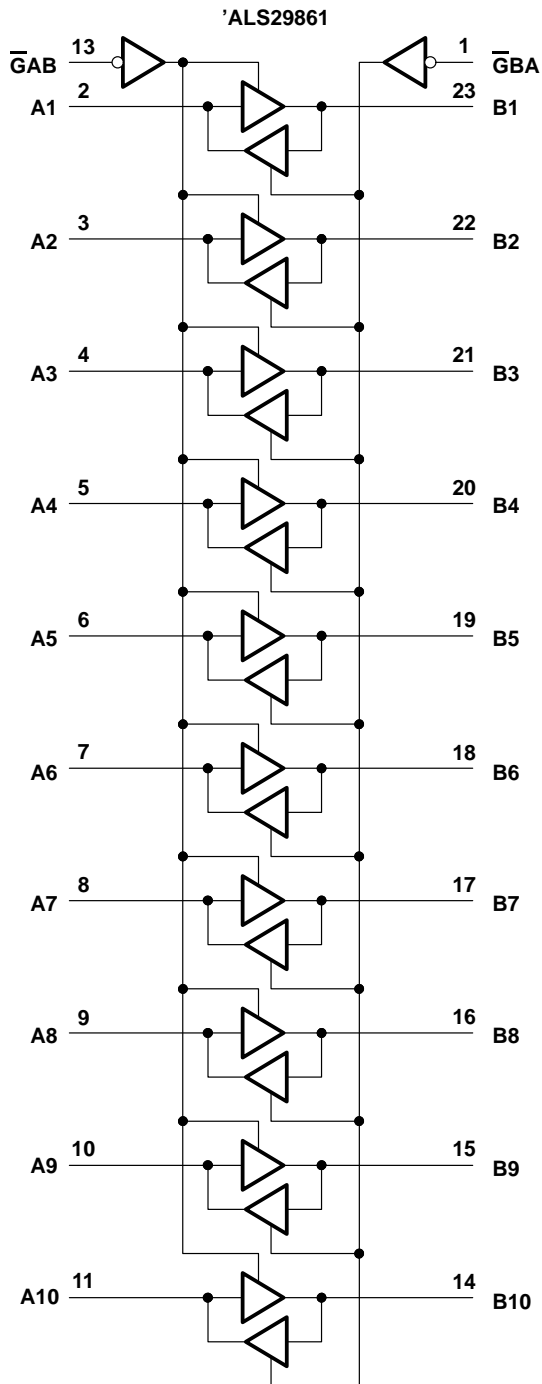 'ALS29861
G̅AB 13 1 G̅BA
A1 2 23 B1
A2 3 22 B2
A3 4 21 B3
A4 5 20 B4
A5 6 19 B5
A6 7 18 B6
A7 8 17 B7
A8 9 16 B8
A9 10 15 B9
A10 11 14 B10